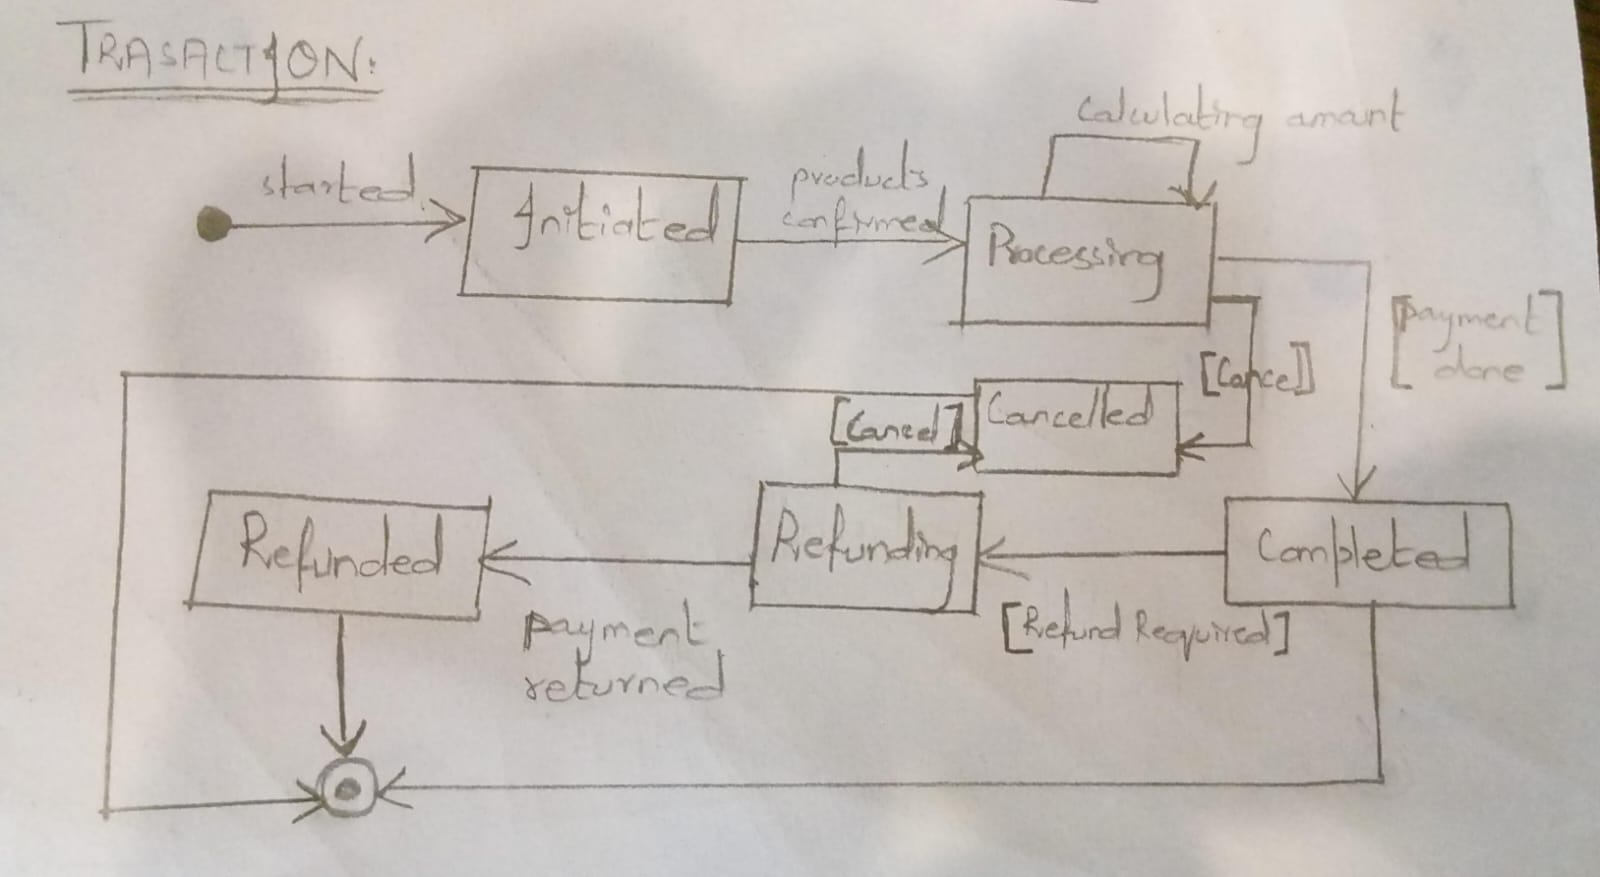 TRASACTION:
calculating amount
started
products
confirmed
Initiated
Processing
[payment
done]
[Cancel]
Cancelled
[Cancel]
Refunded
Refunding
Completed
payment
returned
[Refund Required]